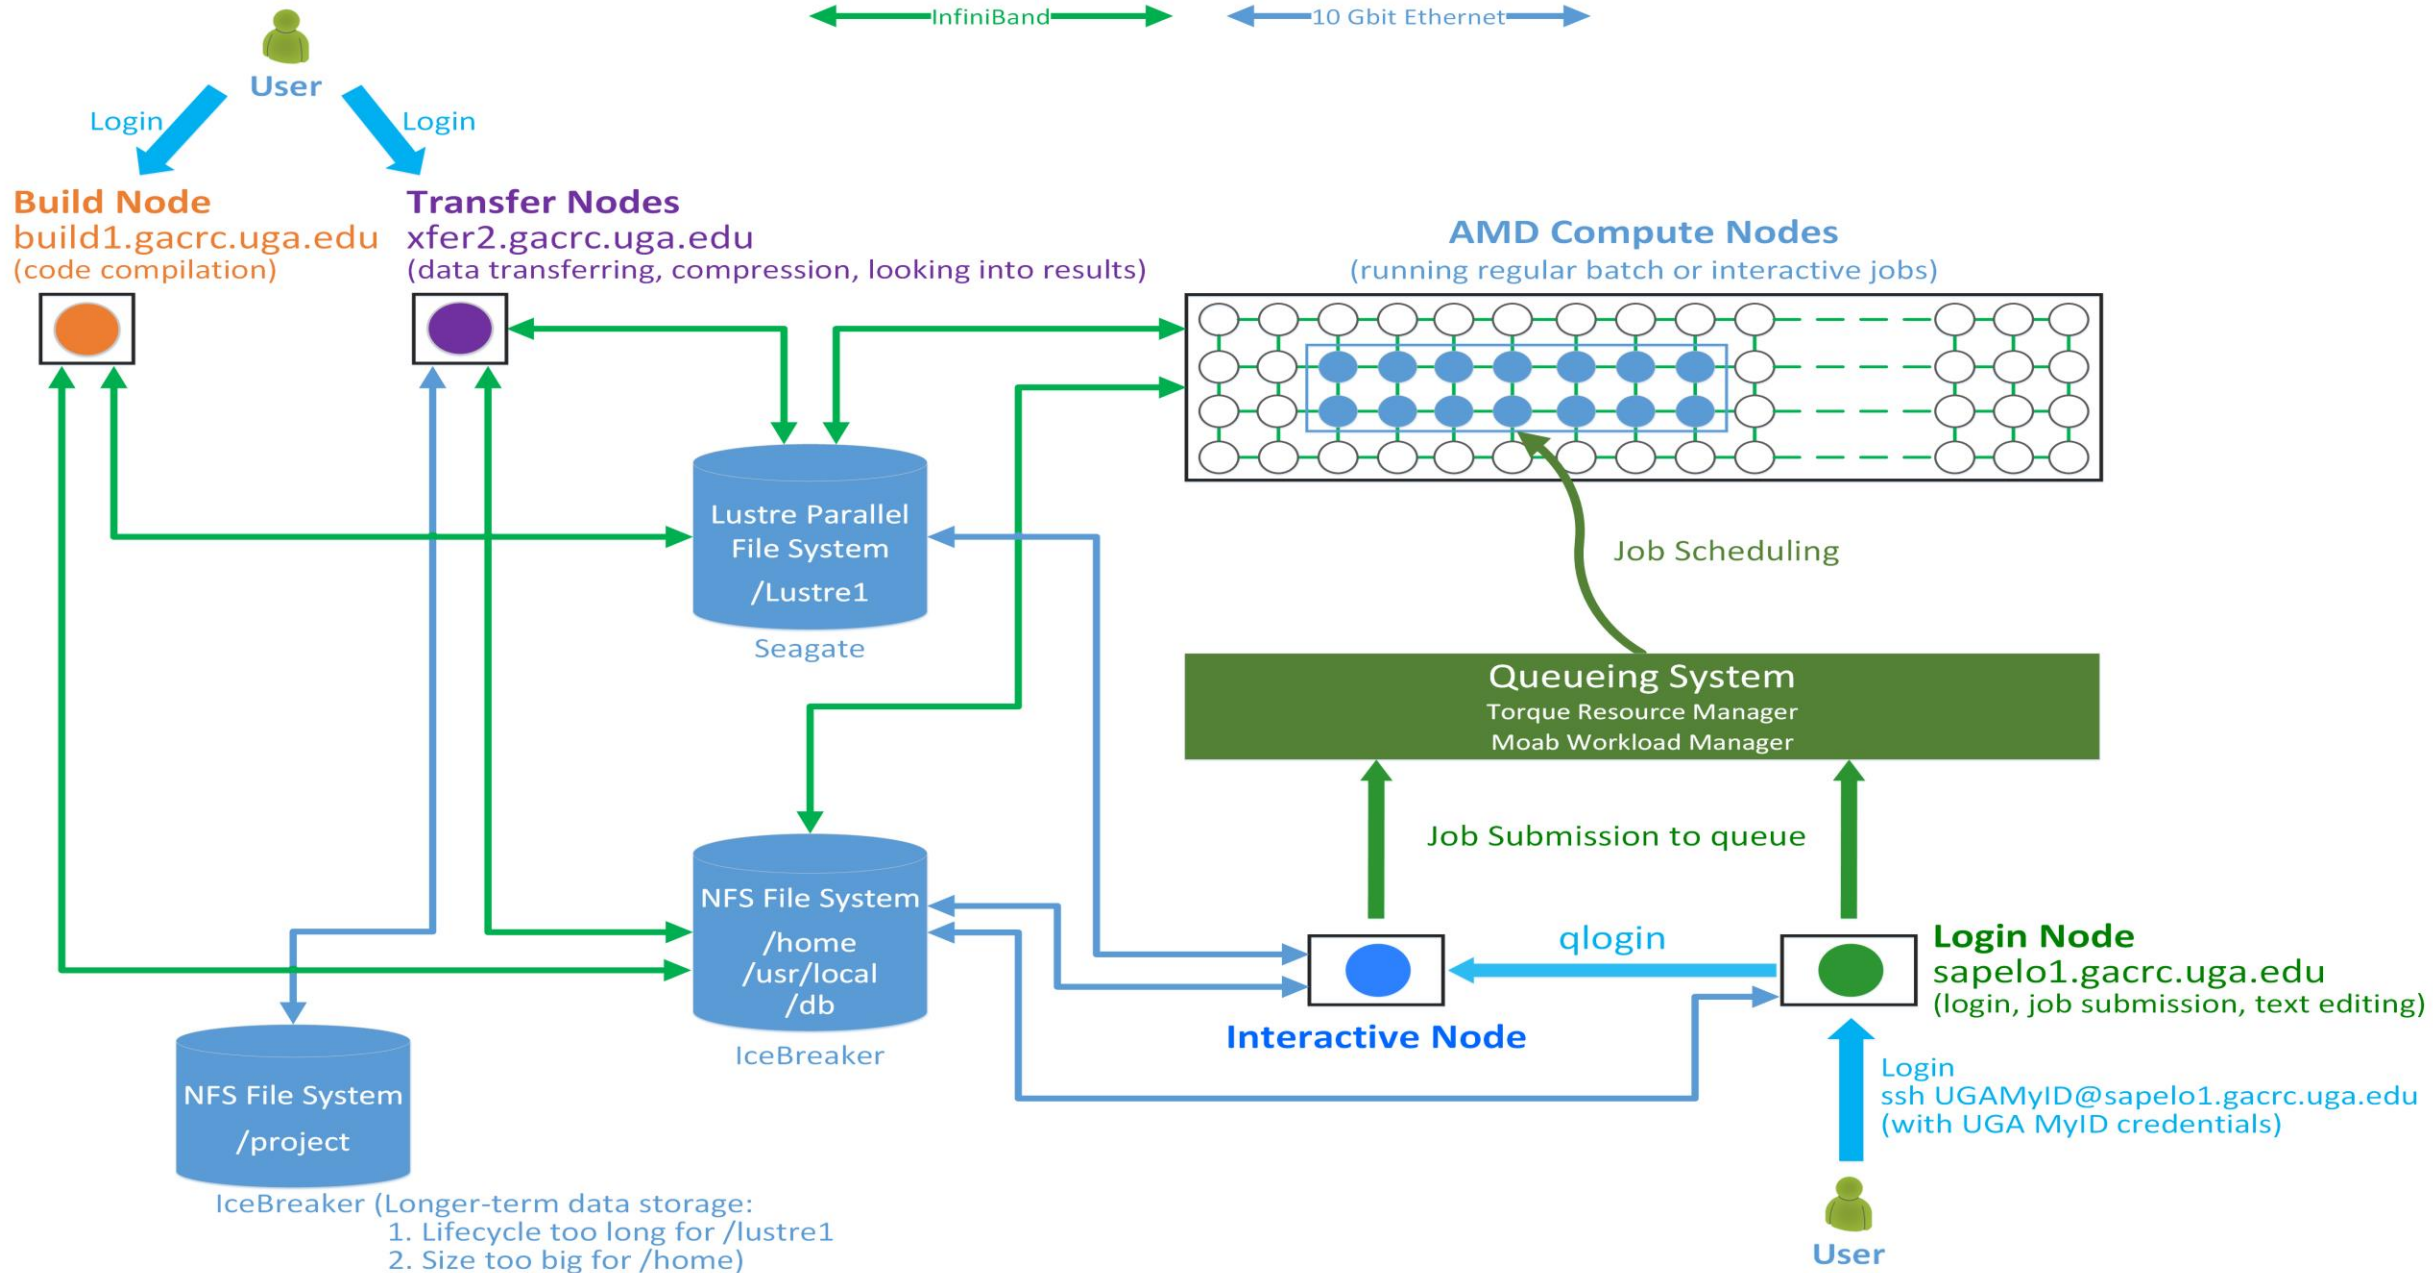 InfiniBand
10 Gbit Ethernet
User
Login
Login
Build Node
build1.gacrc.uga.edu
(code compilation)
Transfer Nodes
xfer2.gacrc.uga.edu
(data transferring, compression, looking into results)
AMD Compute Nodes
(running regular batch or interactive jobs)
Lustre Parallel
File System
/Lustre1
Seagate
Job Scheduling
Queueing System
Torque Resource Manager
Moab Workload Manager
Job Submission to queue
NFS File System
/home
/usr/local
/db
IceBreaker
qlogin
Interactive Node
Login Node
sapelo1.gacrc.uga.edu
(login, job submission, text editing)
Login
ssh UGAMyID@sapelo1.gacrc.uga.edu
(with UGA MyID credentials)
User
NFS File System
/project
IceBreaker (Longer-term data storage:
1. Lifecycle too long for /lustre1
2. Size too big for /home)